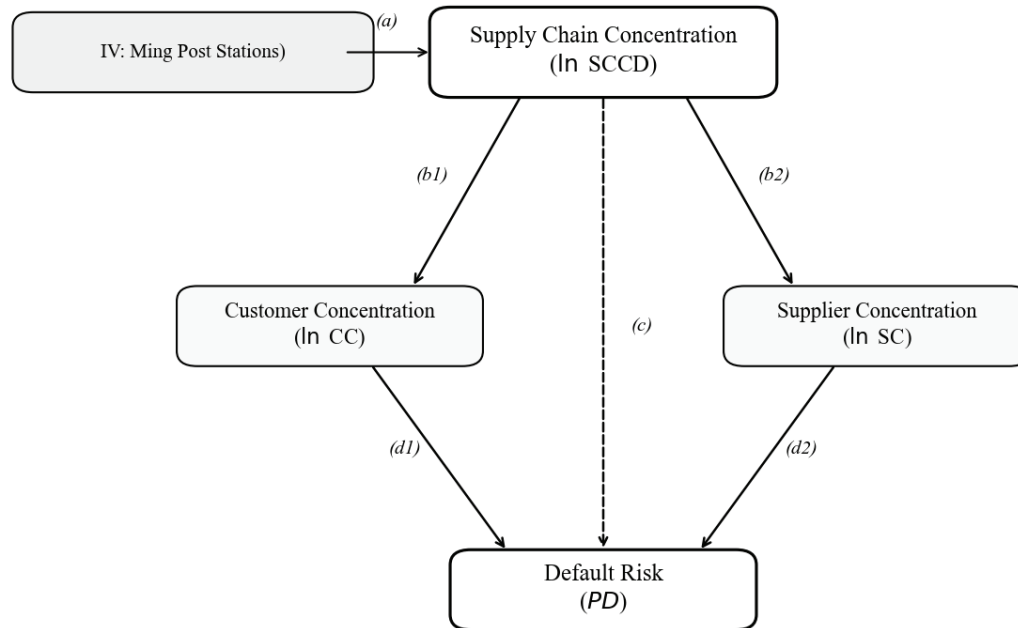 IV: Ming Post Stations)
(a)
Supply Chain Concentration
(ln SCCD)
(b1)
(b2)
Customer Concentration
(ln CC)
(c)
Supplier Concentration
(ln SC)
(d1)
(d2)
Default Risk
(PD)